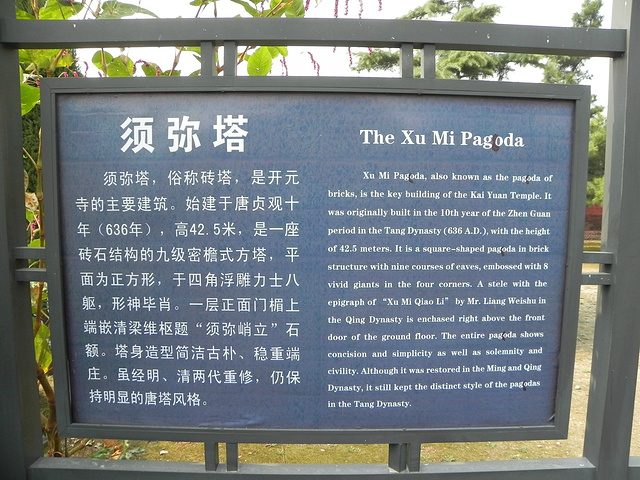 须弥塔
须弥塔，俗称砖塔，是开元
寺的主要建筑。始建于唐贞观十
年（636年），高42.5米，是一座
砖石结构的九级密檐式方塔，平
面为正方形，于四角浮雕力士八
躯，形神毕肖。一层正面门楣上
端嵌清梁维枢题“须弥峭立”石
额。塔身造型简洁古朴、稳重端
庄。虽经明、清两代重修，仍保
持明显的唐塔风格。
The Xu Mi Pagoda
Xu Mi Pagoda, also known as the pagoda of
bricks, is the key building of the Kai Yuan Temple. It
was originally built in the 10th year of the Zhen Guan
period in the Tang Dynasty (636 A.D.), with the height
of 42.5 meters. It is a square-shaped pagoda in brick
structure with nine courses of eaves, embossed with 8
vivid giants in the four corners. A stele with the
epigraph of “Xu Mi Qiao Li” by Mr. Liang Weishu in
the Qing Dynasty is enchased right above the front
door of the ground floor. The entire pagoda shows
concision and simplicity as well as solemnity and
civility. Although it was restored in the Ming and Qing
Dynasty, it still kept the distinct style of the pagodas
in the Tang Dynasty.